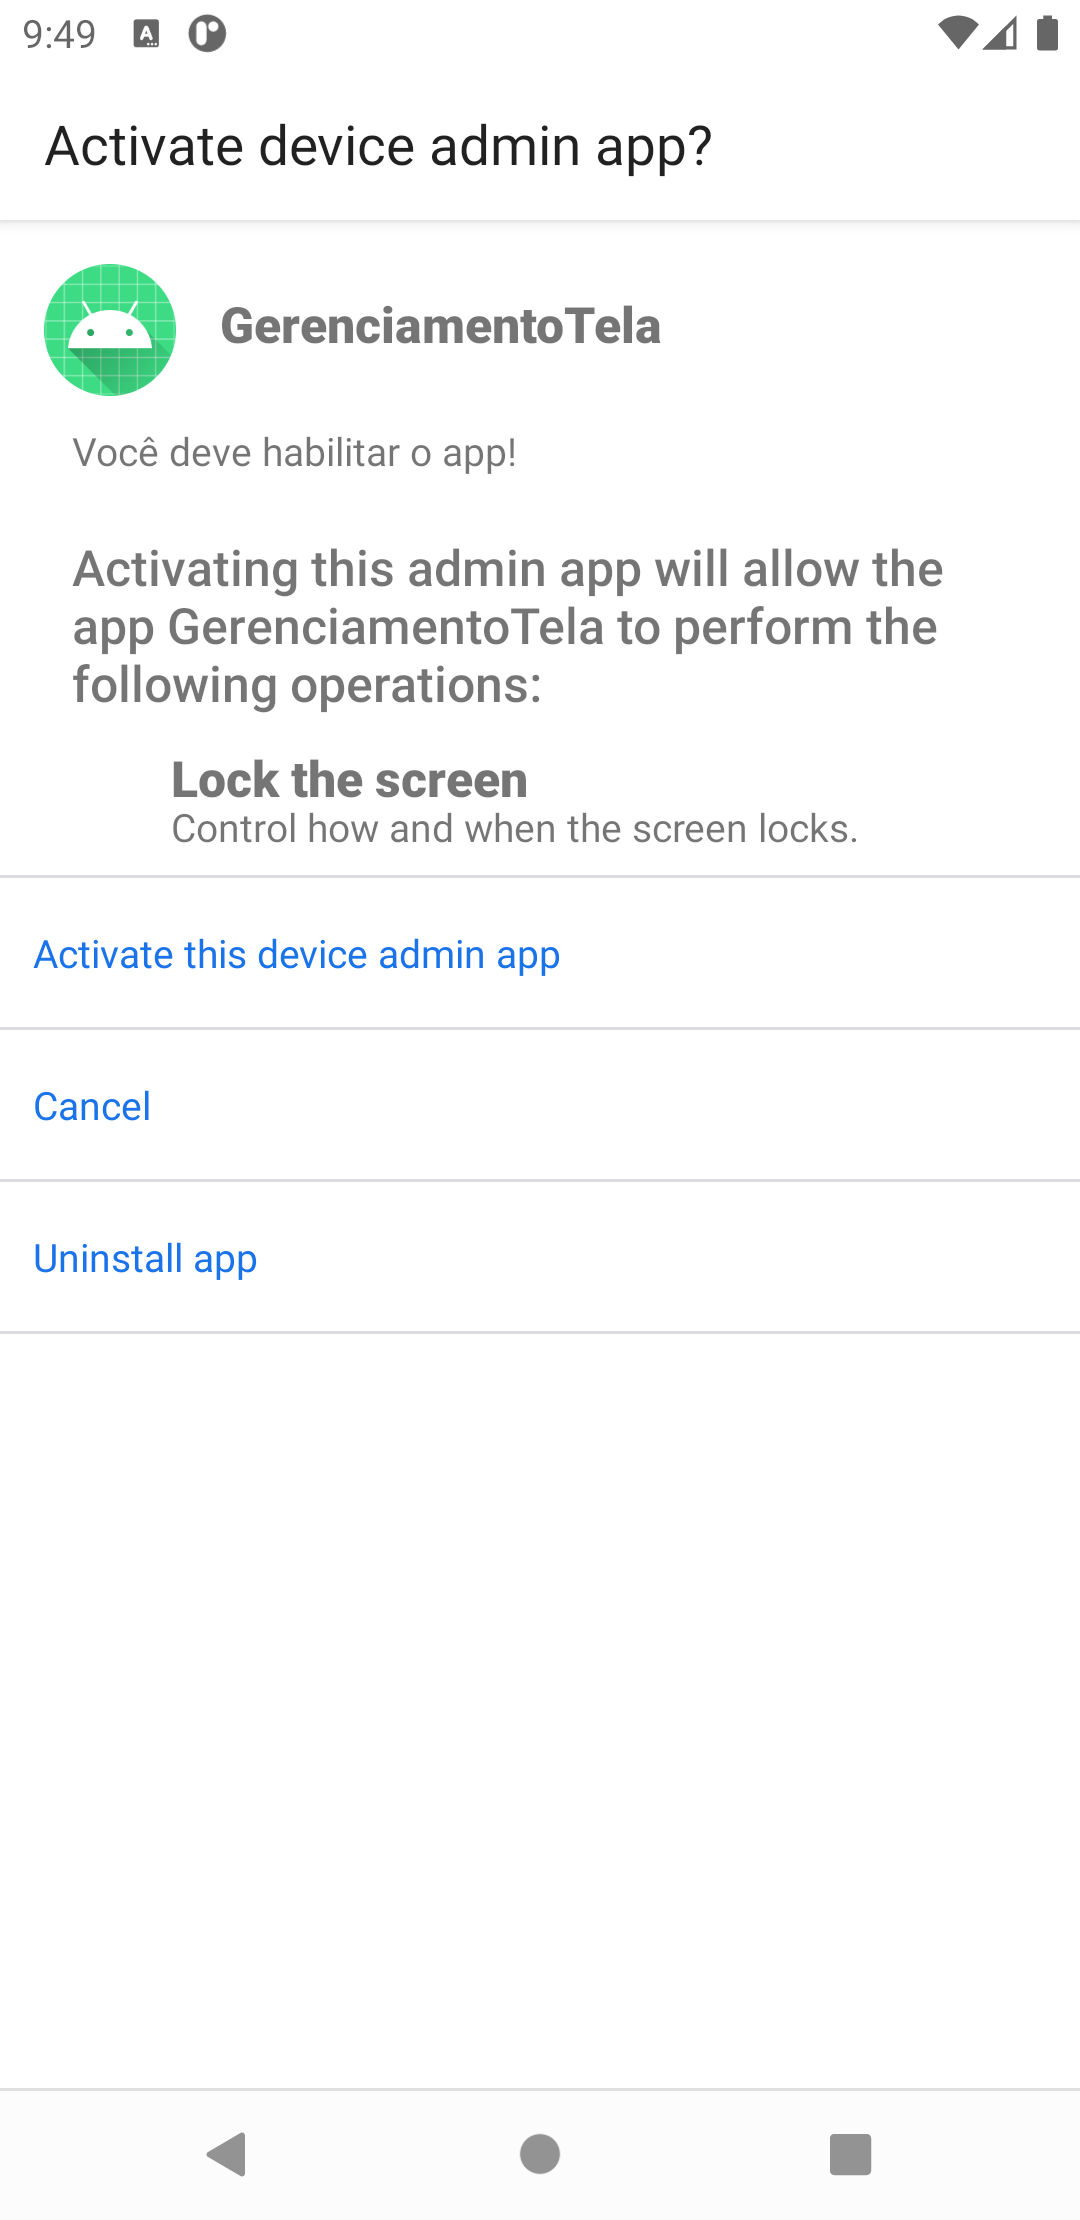 9:49
Activate device admin app?
GerenciamentoTela
Você deve habilitar o app!
Activating this admin app will allow the
app GerenciamentoTela to perform the
following operations:
Lock the screen
Control how and when the screen locks.
Activate this device admin app
Cancel
Uninstall app